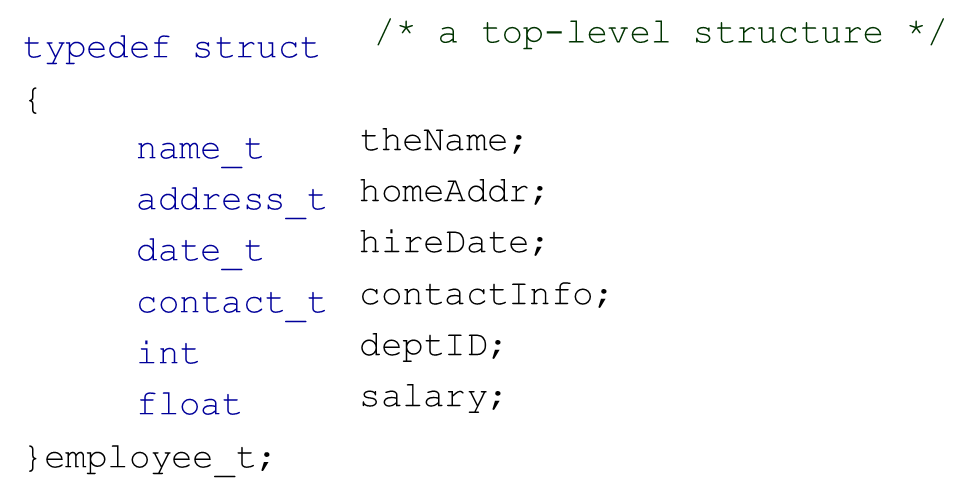 typedef struct /* a top-level structure */
{
name_t theName;
address_t homeAddr;
date_t hireDate;
contact_t contactInfo;
int deptID;
float salary;
}employee_t;